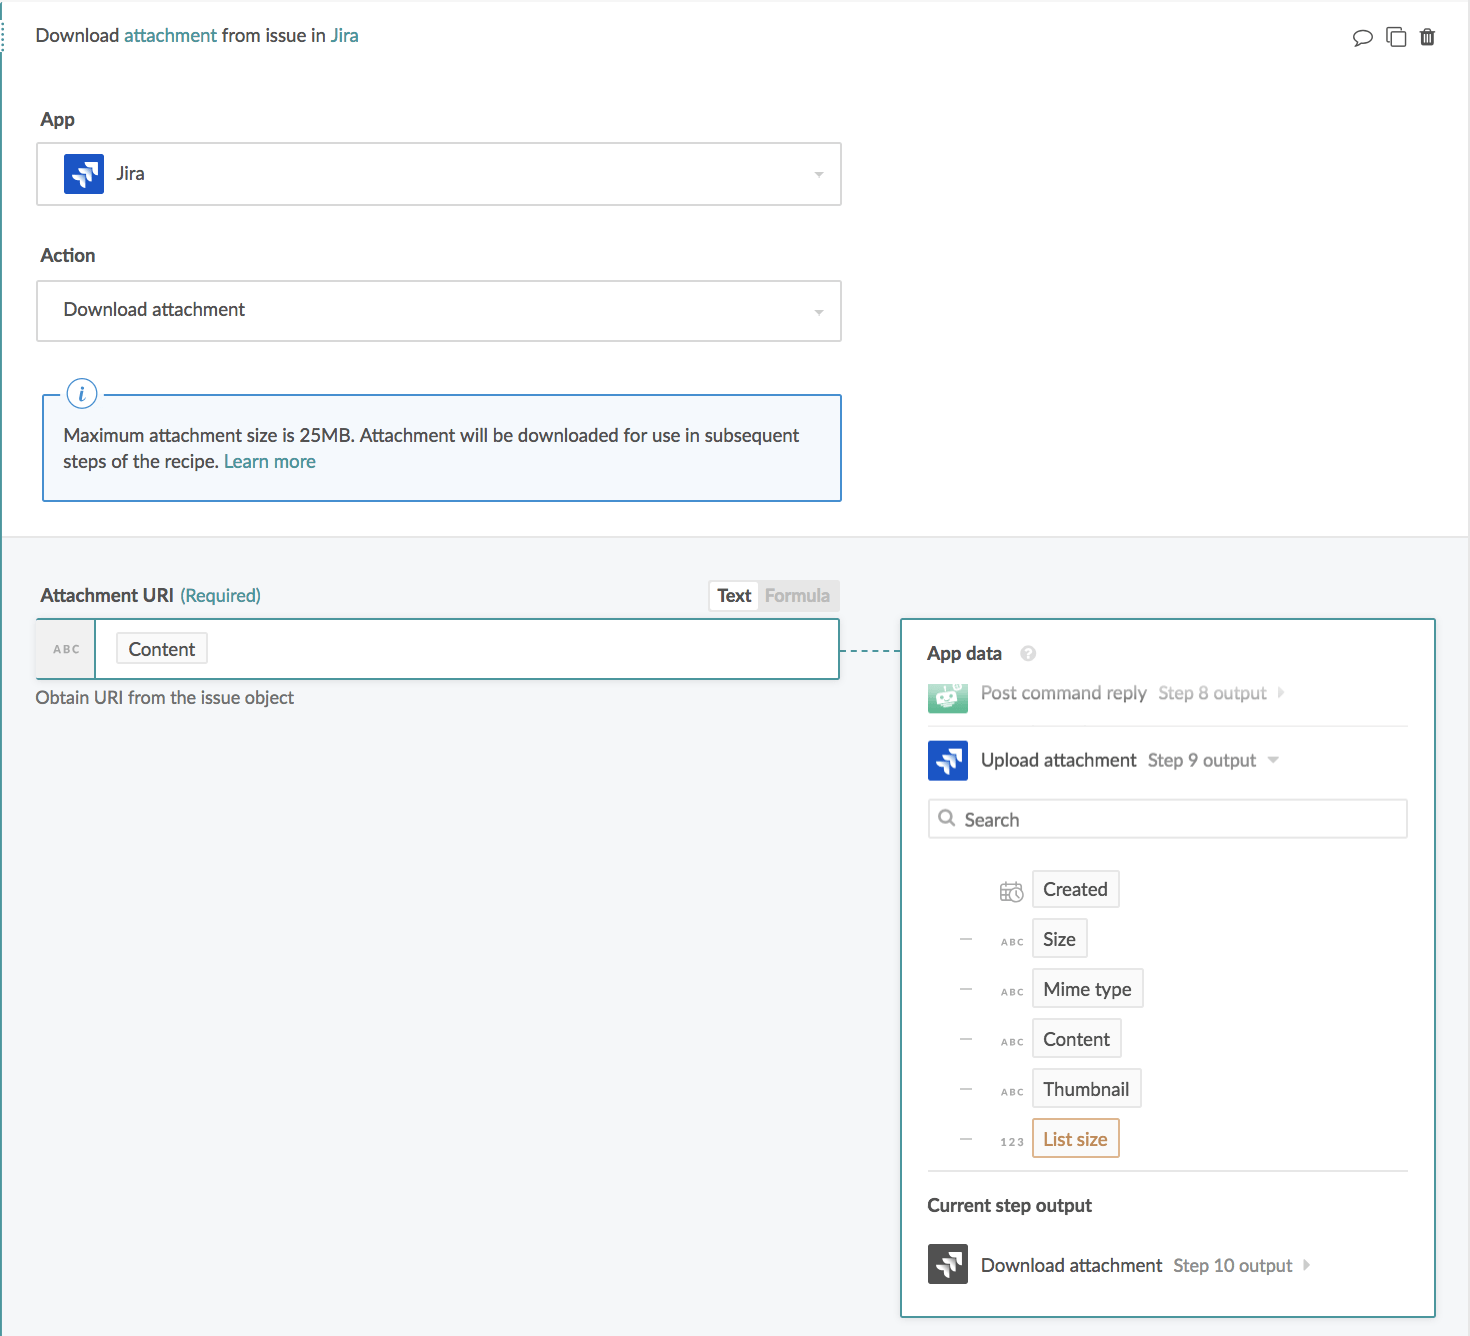 Download attachment from issue in Jira
App
Jira
Action
Download attachment
i
Maximum attachment size is 25MB. Attachment will be downloaded for use in subsequent
steps of the recipe. Learn more
Attachment URI (Required)
Text Formula
ABC Content
Obtain URI from the issue object
App data ?
Post command reply Step 8 output
Upload attachment Step 9 output
Search
Created
ABC Size
ABC Mime type
ABC Content
ABC Thumbnail
123 List size
Current step output
Download attachment Step 10 output